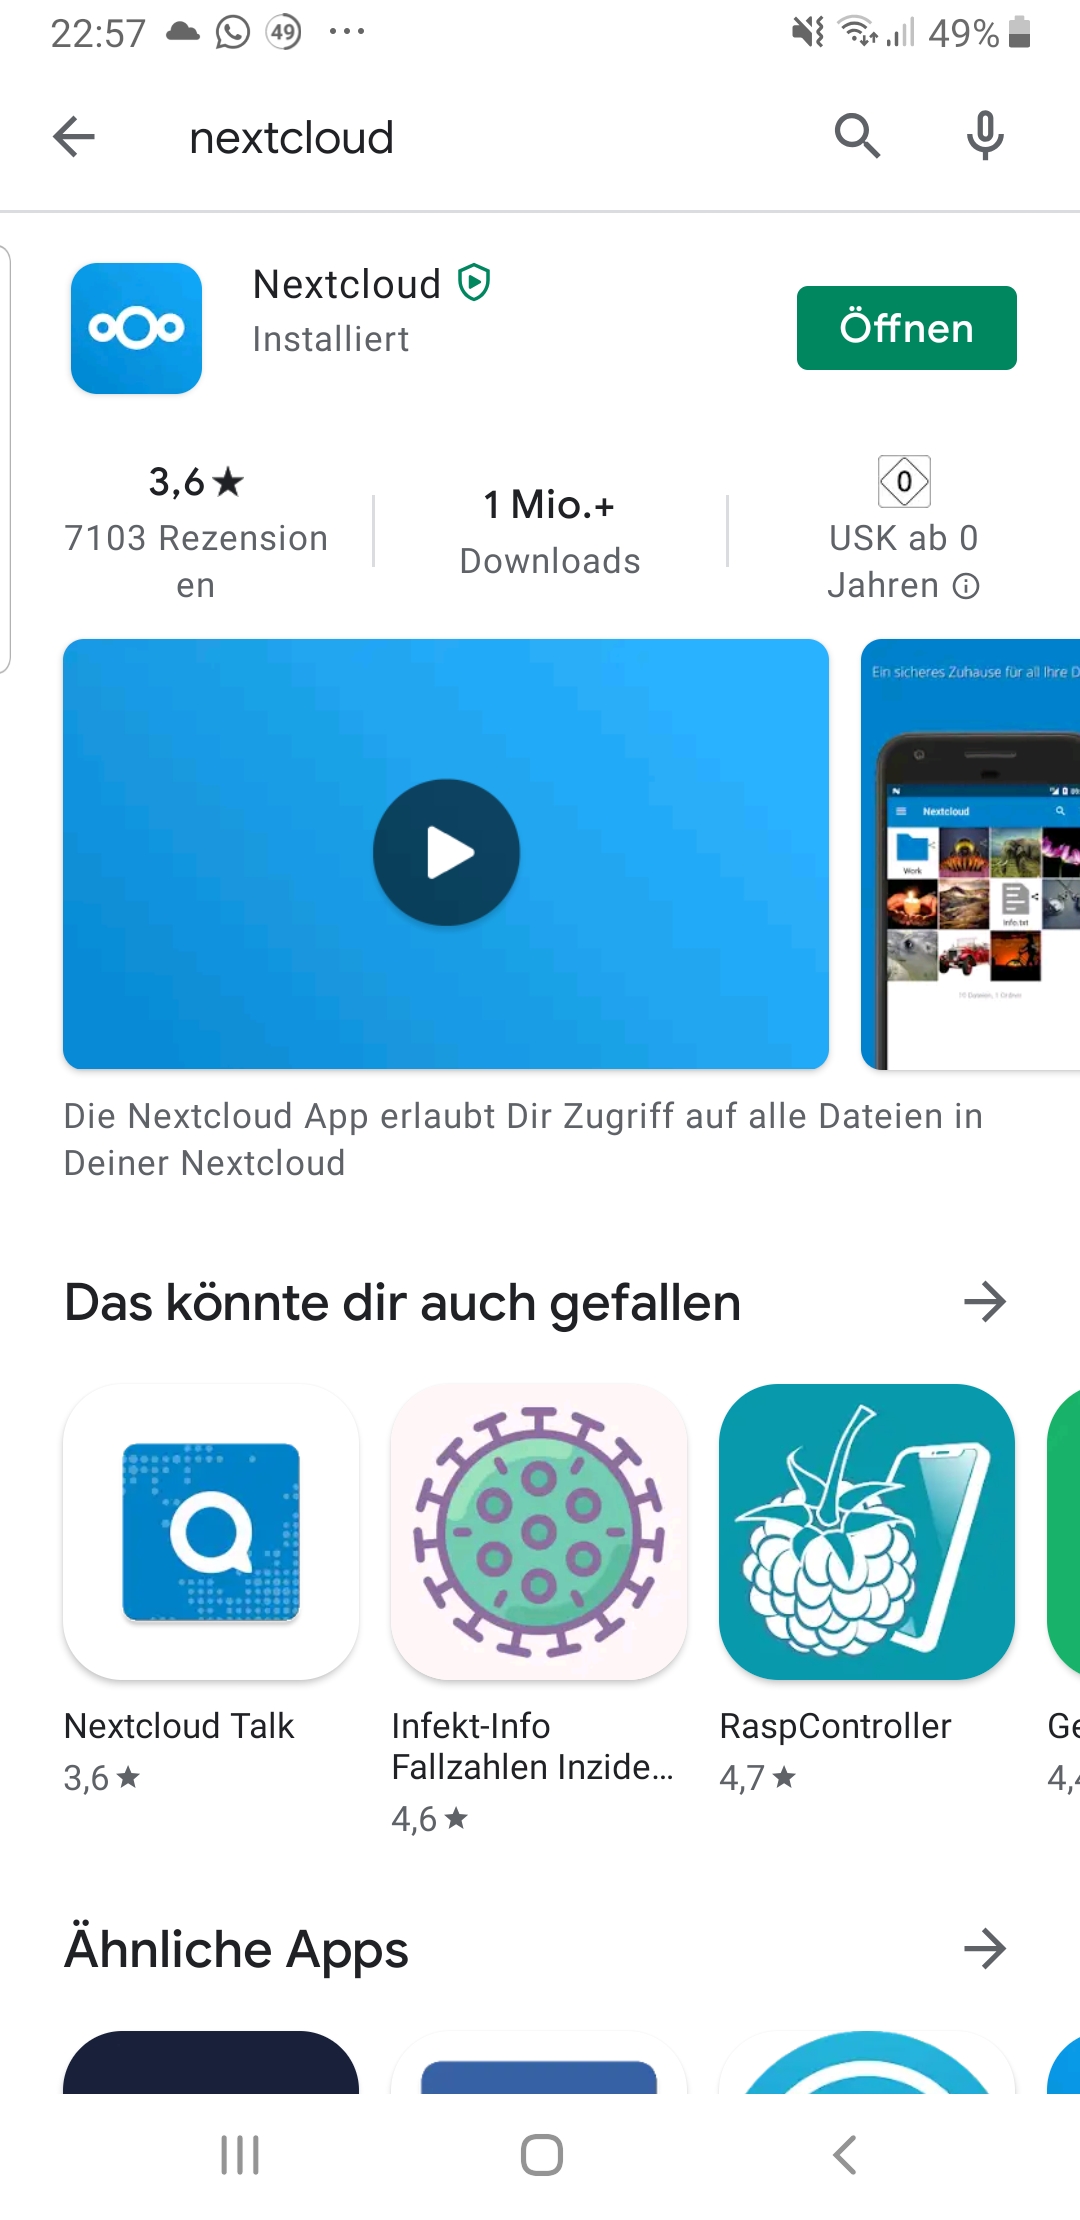 22:57 49 ... 49%
nextcloud
Nextcloud
Installiert
Öffnen
3,6★
7103 Rezension
en
1 Mio.+
Downloads
0
USK ab 0
Jahren
Ein sicheres Zuhause für all Ihre D
Nextcloud
Work
Info.txt
Die Nextcloud App erlaubt Dir Zugriff auf alle Dateien in
Deiner Nextcloud
Das könnte dir auch gefallen
Nextcloud Talk
3,6★
Infekt-Info
Fallzahlen Inzide...
4,6★
RaspController
4,7★
Ge
4,4
Ähnliche Apps